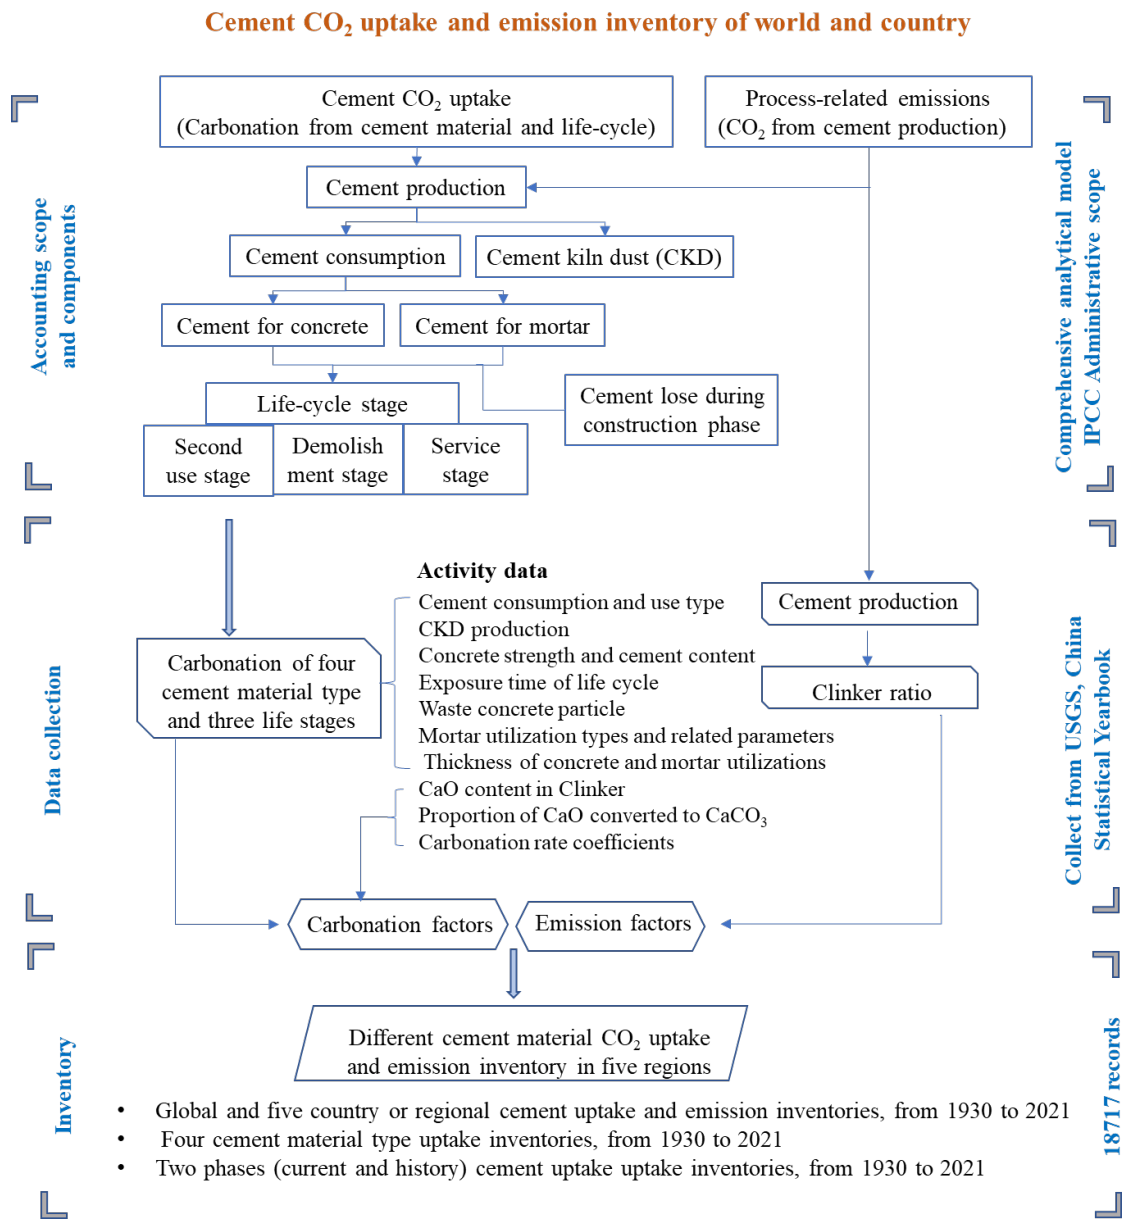 Cement CO₂ uptake and emission inventory of world and country
Cement CO₂ uptake
(Carbonation from cement material and life-cycle)
Process-related emissions
(CO₂ from cement production)
Accounting scope
and components
Comprehensive analytical model
IPCC Administrative scope
Cement production
Cement consumption
Cement kiln dust (CKD)
Cement for concrete
Cement for mortar
Life-cycle stage
Cement lose during
construction phase
Second
use stage
Demolish
ment stage
Service
stage
Data collection
Collect from USGS, China
Statistical Yearbook
Carbonation of four
cement material type
and three life stages
Activity data
Cement consumption and use type
CKD production
Concrete strength and cement content
Exposure time of life cycle
Waste concrete particle
Mortar utilization types and related parameters
Thickness of concrete and mortar utilizations
CaO content in Clinker
Proportion of CaO converted to CaCO₃
Carbonation rate coefficients
Cement production
Clinker ratio
Carbonation factors
Emission factors
Inventory
18717 records
Different cement material CO₂ uptake
and emission inventory in five regions
• Global and five country or regional cement uptake and emission inventories, from 1930 to 2021
• Four cement material type uptake inventories, from 1930 to 2021
• Two phases (current and history) cement uptake uptake inventories, from 1930 to 2021